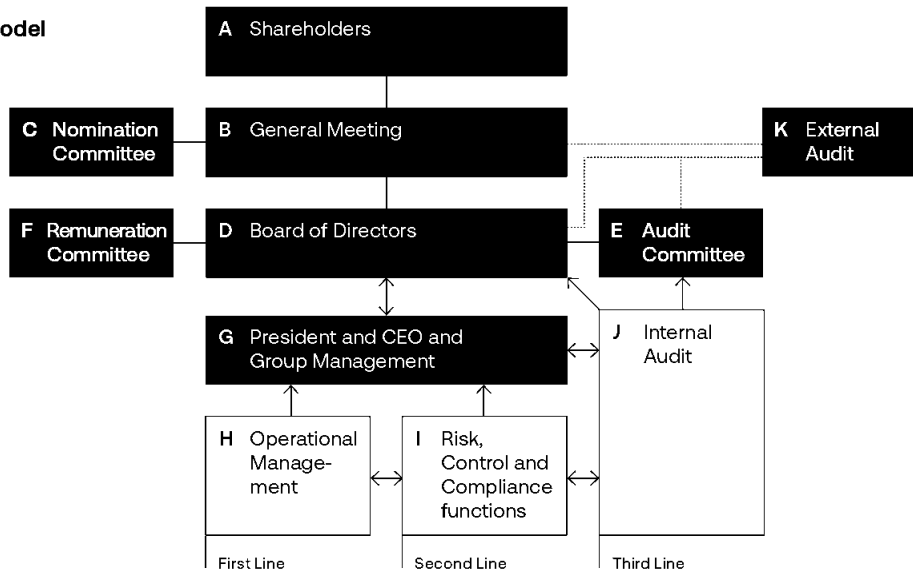 odel
A Shareholders
C Nomination
Committee
B General Meeting
K External
Audit
F Remuneration
Committee
D Board of Directors
E Audit
Committee
G President and CEO and
Group Management
J Internal
Audit
H Operational
Manage-
ment
I Risk,
Control and
Compliance
functions
First Line
Second Line
Third Line